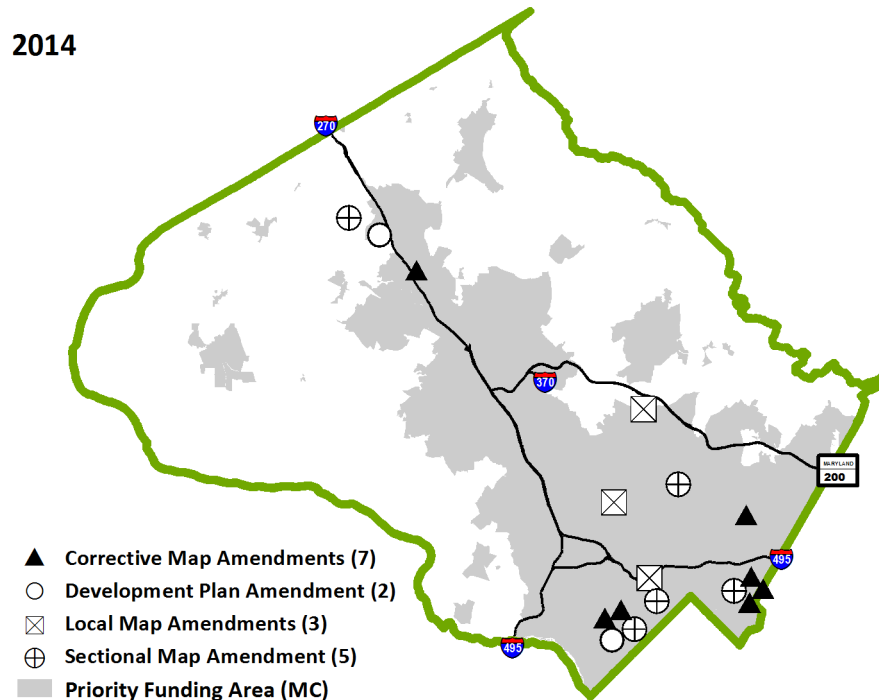 2014
270
370
MARYLAND
200
495
495
Corrective Map Amendments (7)
Development Plan Amendment (2)
Local Map Amendments (3)
Sectional Map Amendment (5)
Priority Funding Area (MC)